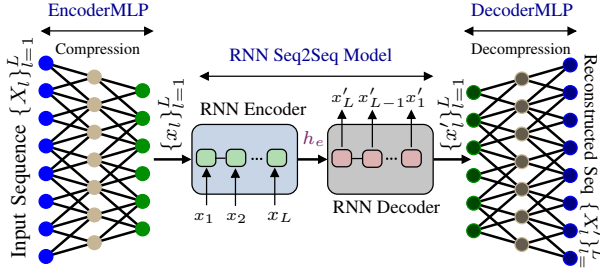 EncoderMLP
DecoderMLP
Compression
RNN Seq2Seq Model
Decompression
Input Sequence {X_l}_{l=1}^L
{x_l}_{l=1}^L
RNN Encoder
x_1 x_2 ... x_L
h_e
x'_L x'_{L-1} x'_1
...
RNN Decoder
{x'_l}_{l=1}^L
Reconstructed Seq {X'_l}_{l=